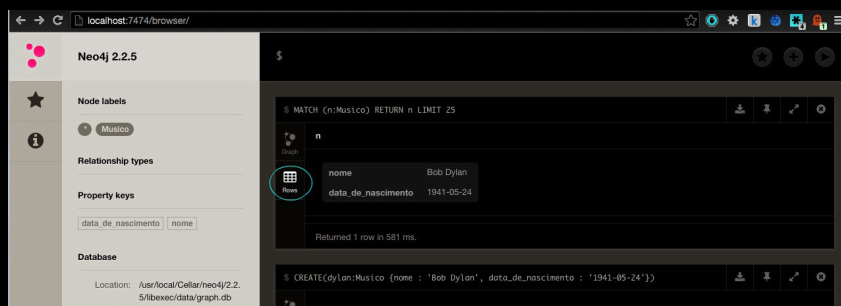 localhost:7474/browser/
Neo4j 2.2.5
$
Node labels
* Musico
Relationship types
Property keys
data_de_nascimento nome
Database
Location: /usr/local/Cellar/neo4j/2.2.
5/libexec/data/graph.db
$ MATCH (n:Musico) RETURN n LIMIT 25
Graph
n
Rows
nome Bob Dylan
data_de_nascimento 1941-05-24
Returned 1 row in 581 ms.
$ CREATE(dylan:Musico {nome : 'Bob Dylan', data_de_nascimento : '1941-05-24'})